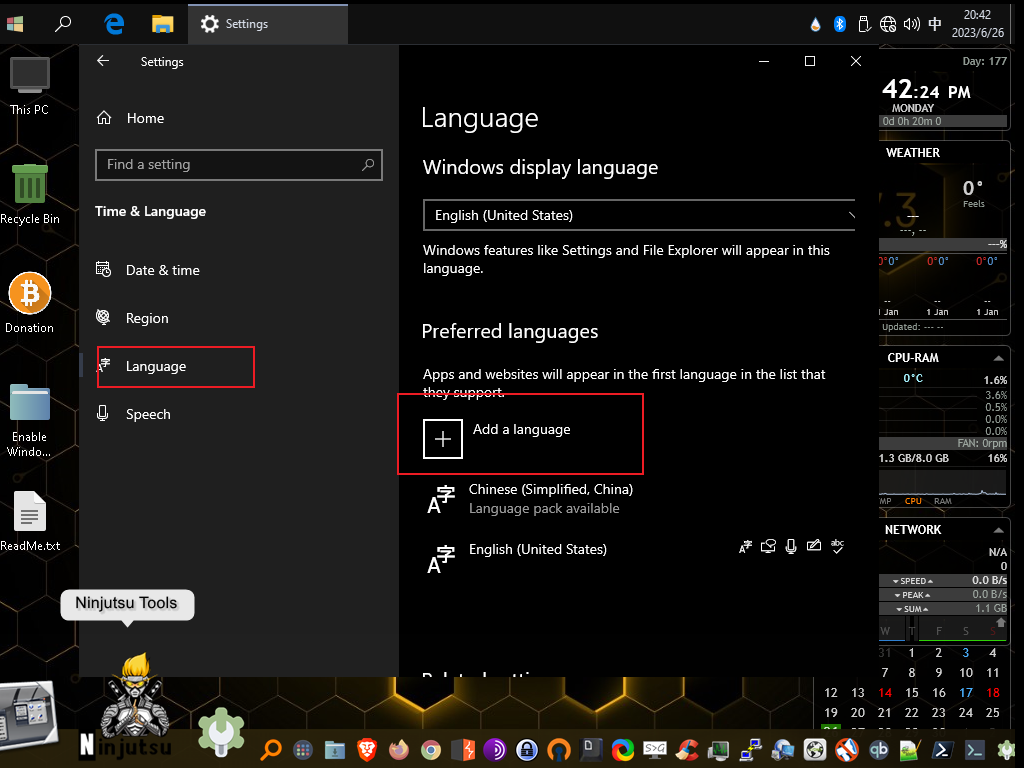 Settings
中
20:42
2023/6/26
This PC
Recycle Bin
Donation
Enable
Windo...
ReadMe.txt
Settings
Home
Find a setting
Time & Language
Date & time
Region
Language
Speech
Language
Windows display language
English (United States)
Windows features like Settings and File Explorer will appear in this
language.
Preferred languages
Apps and websites will appear in the first language in the list that
they support.
Add a language
Chinese (Simplified, China)
Language pack available
English (United States)
Day: 177
42:24 PM
MONDAY
0d 0h 20m 0
WEATHER
0°
Feels
---
---, --
---%
0°0° 0°0° 0°0°
-- -- --
1 Jan 1 Jan 1 Jan
Updated: --- --
CPU-RAM
0°C 1.6%
3.6%
0.5%
0.0%
0.0%
FAN: 0rpm
1.3 GB/8.0 GB 16%
MP CPU RAM
NETWORK
N/A
0
SPEED 0.0 B/s
PEAK 0.0 B/s
SUM 1.1 GB
W T F S S
31 1 2 3 4
7 8 9 10 11
12 13 14 15 16 17 18
19 20 21 22 23 24 25
Ninjutsu Tools
Ninjutsu